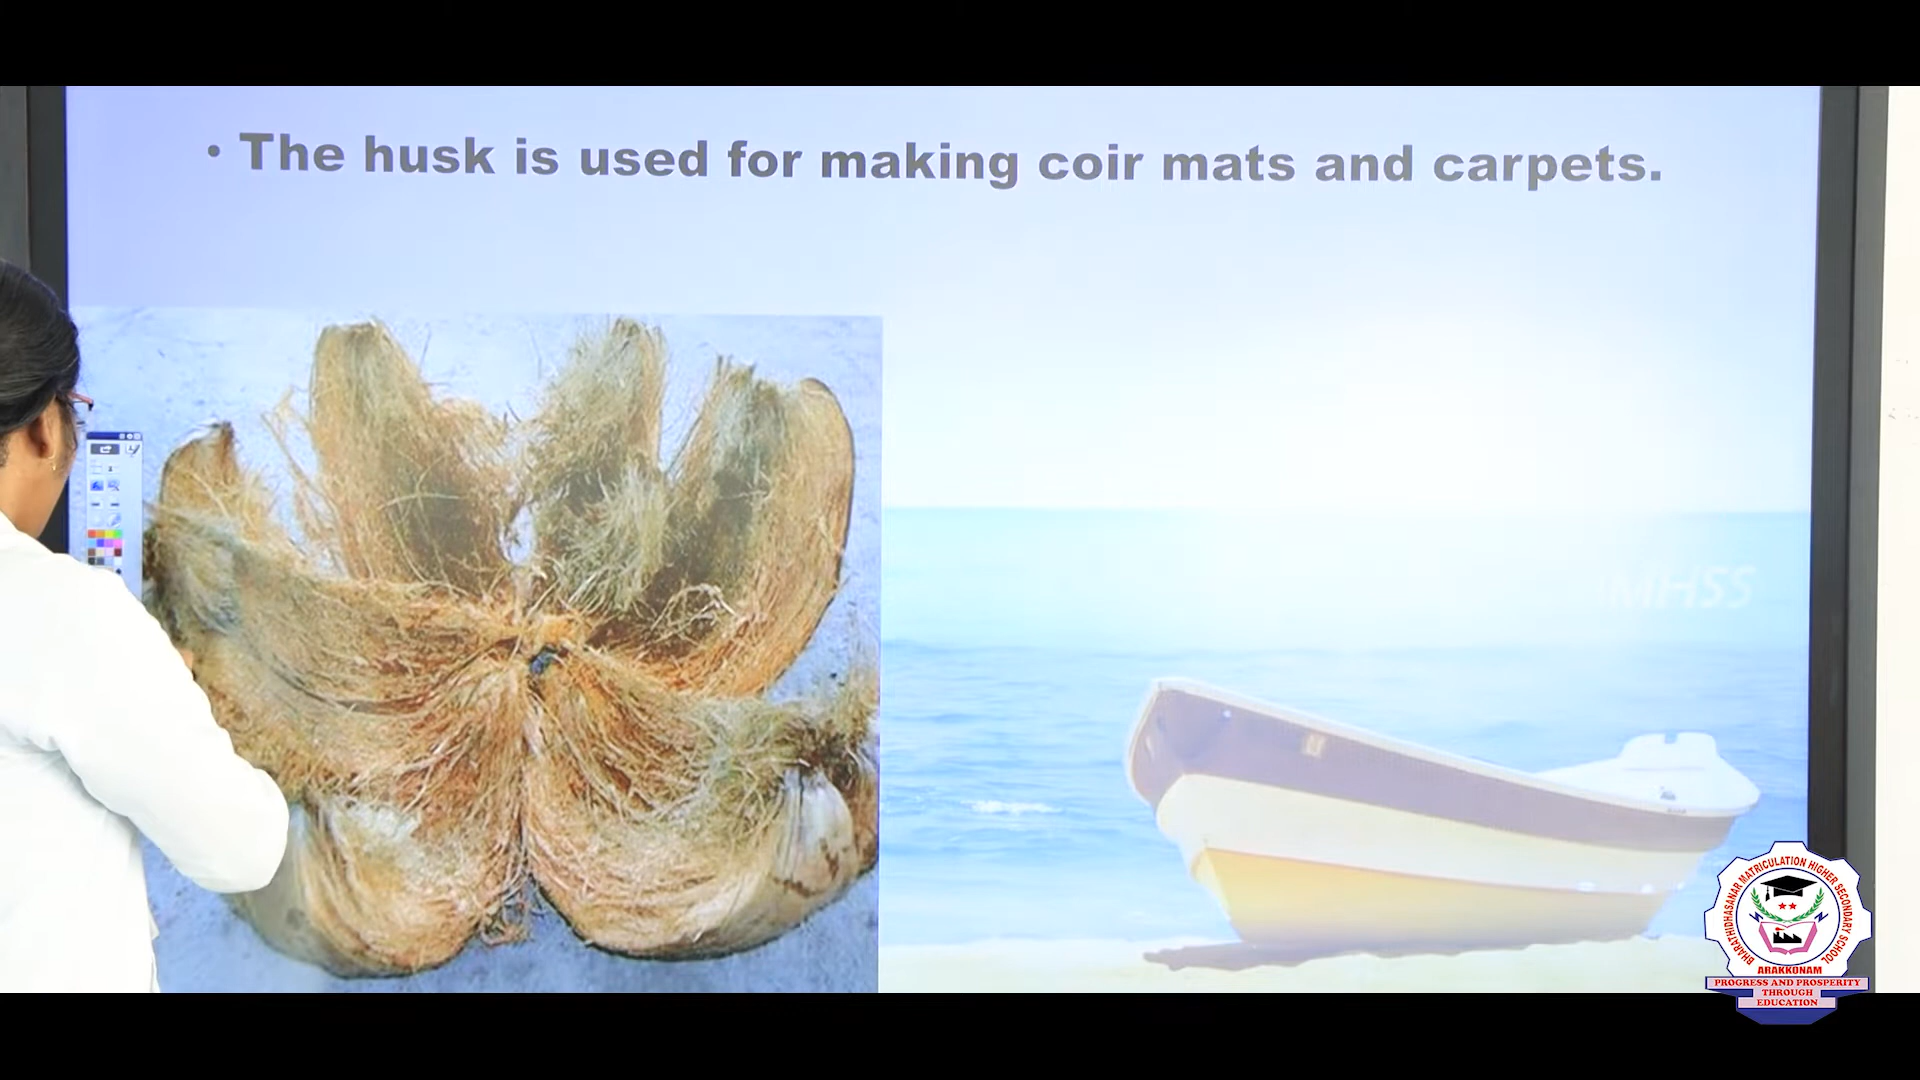 • The husk is used for making coir mats and carpets.
MHSS
BHARATHIDHASANAR MATRICULATION HIGHER SECONDARY SCHOOL
ARAKKONAM
PROGRESS AND PROSPERITY
THROUGH
EDUCATION